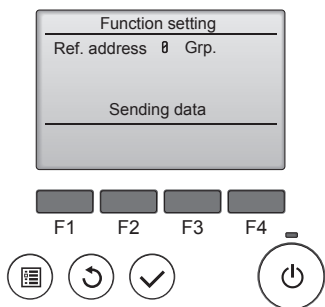 Function setting
Ref. address 0 Grp.
Sending data
F1 F2 F3 F4